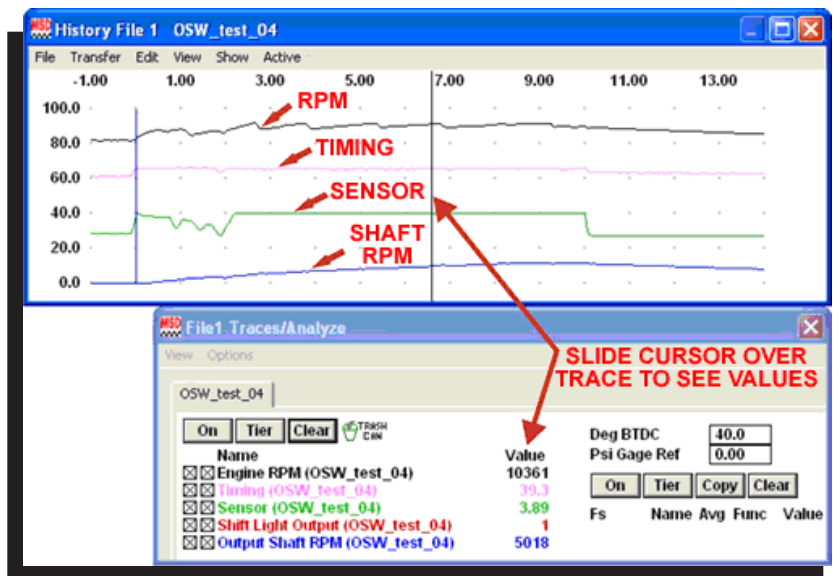 MSD History File 1 OSW_test_04
File Transfer Edit View Show Active
-1.00 1.00 3.00 5.00 7.00 9.00 11.00 13.00
100.0
RPM
80.0
TIMING
60.0
SENSOR
40.0
SHAFT
RPM
20.0
0.0
MSD File1 Traces/Analyze
View Options
SLIDE CURSOR OVER
TRACE TO SEE VALUES
OSW_test_04
On Tier Clear TRASH CAN
Deg BTDC 40.0
Name Value
Psi Gage Ref 0.00
Engine RPM (OSW_test_04) 10361
Timing (OSW_test_04) 39.3
On Tier Copy Clear
Sensor (OSW_test_04) 3.89
Fs Name Avg Func Value
Shift Light Output (OSW_test_04) 1
Output Shaft RPM (OSW_test_04) 5018